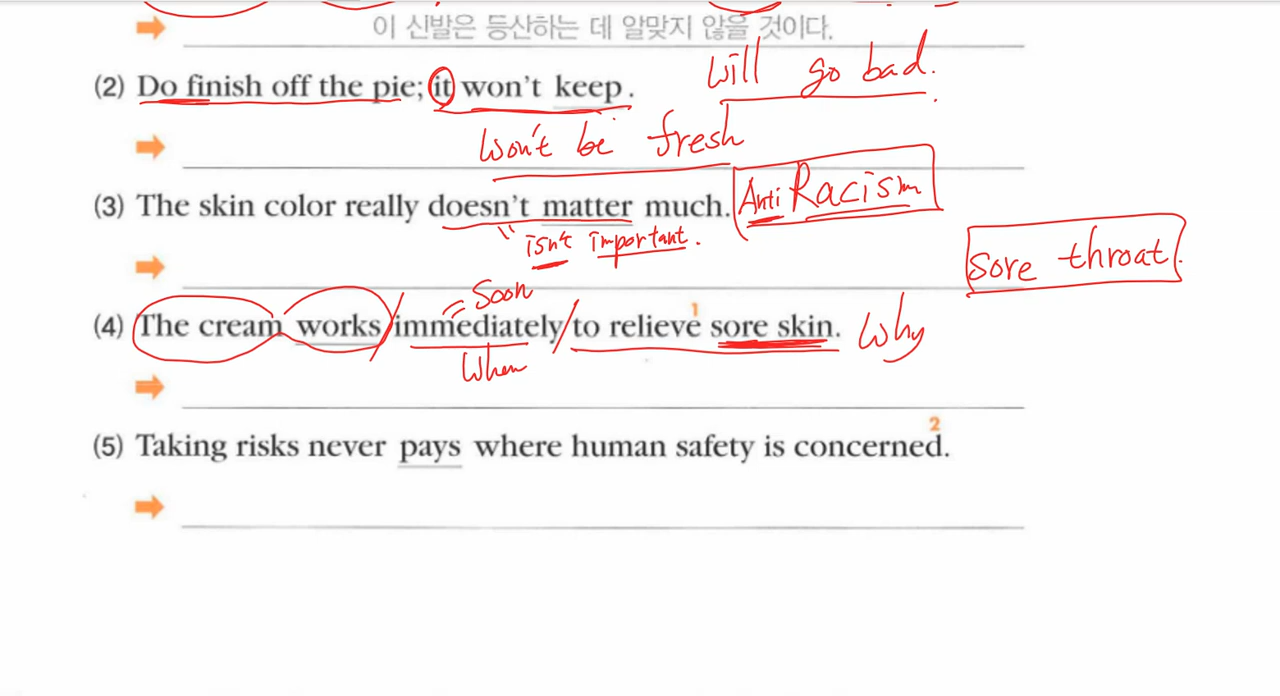 이 신발은 등산하는 데 알맞지 않을 것이다.
will go bad.
(2) Do finish off the pie; it won't keep.
won't be fresh
(3) The skin color really doesn't matter much. Anti Racism
" isn't important.
Sore throat
= Soon
1
(4) The cream works / immediately / to relieve sore skin. Why
When
2
(5) Taking risks never pays where human safety is concerned.